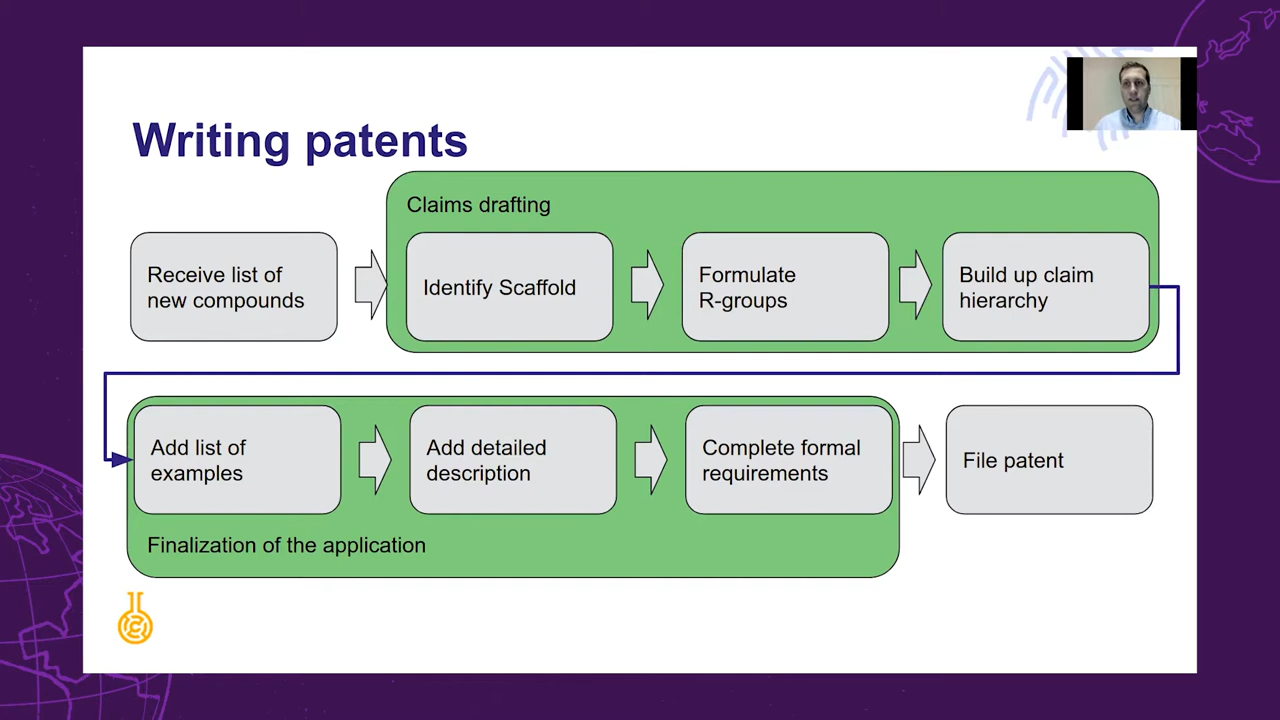 Writing patents
Claims drafting
Receive list of
new compounds
Identify Scaffold
Formulate
R-groups
Build up claim
hierarchy
Add list of
examples
Add detailed
description
Complete formal
requirements
File patent
Finalization of the application